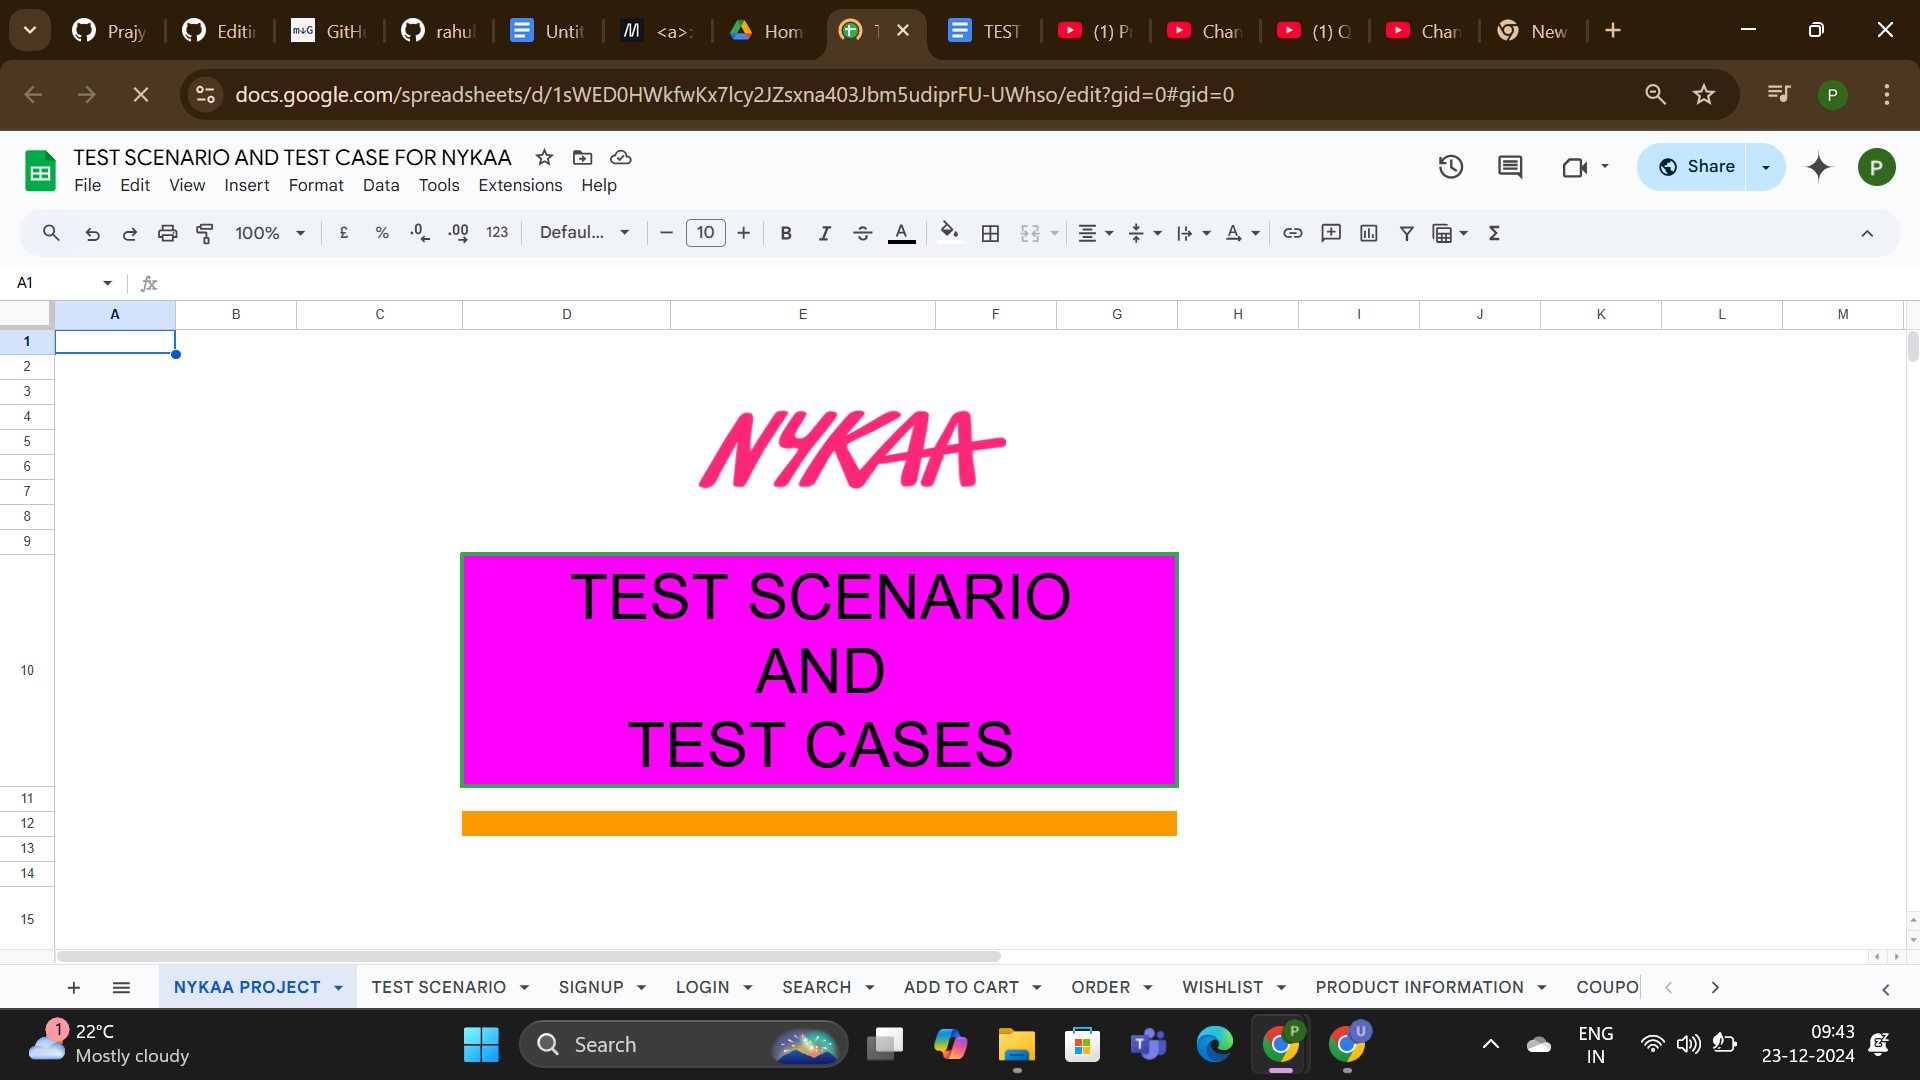 Prajy
Editin
m↓G
GitHu
rahul
Untit
<a>:
Hom
T
TEST
(1) P
Chan
(1) Q
Chan
New
docs.google.com/spreadsheets/d/1sWED0HWkfwKx7lcy2JZsxna403Jbm5udiprFU-UWhso/edit?gid=0#gid=0
P
TEST SCENARIO AND TEST CASE FOR NYKAA
File Edit View Insert Format Data Tools Extensions Help
Share
P
100% £ % .0 .00 123 Defaul... 10 B I S A Σ
A1 fx
A B C D E F G H I J K L M
1
2
3
4
5
6
7
8
9
10
11
12
13
14
15
NYKAA
TEST SCENARIO
AND
TEST CASES
NYKAA PROJECT TEST SCENARIO SIGNUP LOGIN SEARCH ADD TO CART ORDER WISHLIST PRODUCT INFORMATION COUPO
1
22°C
Mostly cloudy
Search
T
P
U
ENG
IN
09:43
23-12-2024